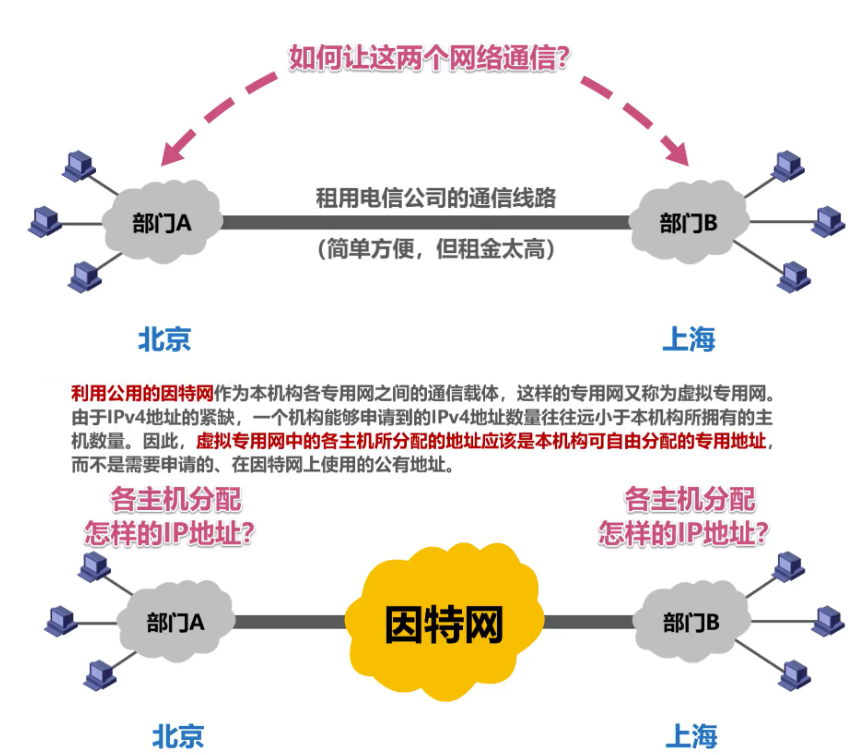 如何让这两个网络通信？
租用电信公司的通信线路
部门A
部门B
（简单方便，但租金太高）
北京
上海
利用公用的因特网作为本机构各专用网之间的通信载体，这样的专用网又称为虚拟专用网。
由于IPv4地址的紧缺，一个机构能够申请到的IPv4地址数量往往远小于本机构所拥有的主
机数量。因此，虚拟专用网中的各主机所分配的地址应该是本机构可自由分配的专用地址，
而不是需要申请的、在因特网上使用的公有地址。
各主机分配
怎样的IP地址？
各主机分配
怎样的IP地址？
部门A
因特网
部门B
北京
上海